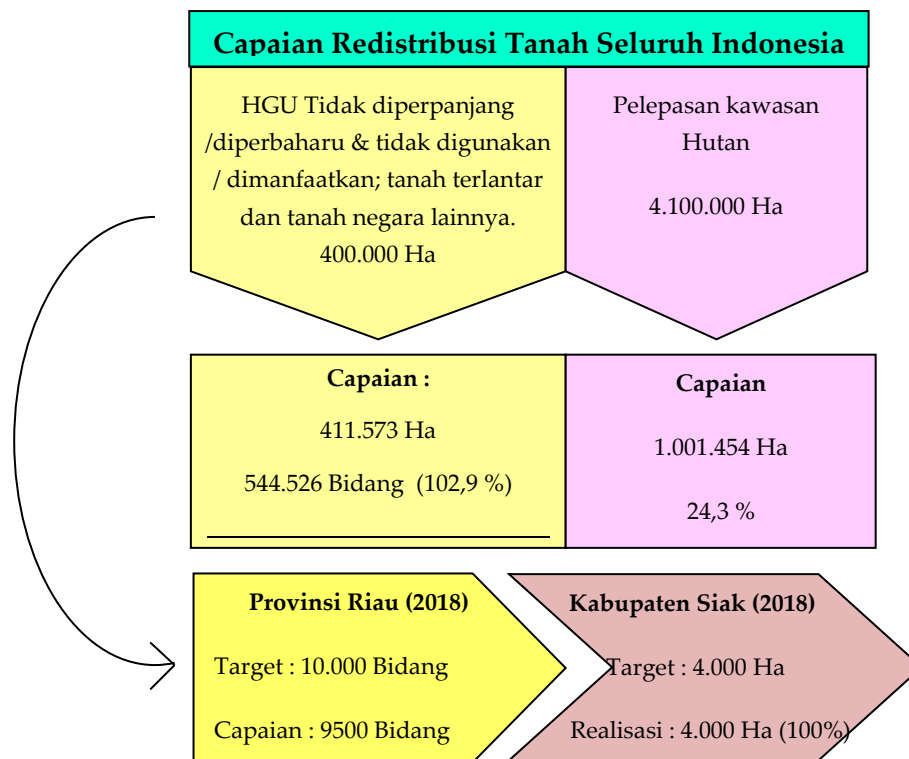 Capaian Redistribusi Tanah Seluruh Indonesia
HGU Tidak diperpanjang
/diperbaharu & tidak digunakan
/ dimanfaatkan; tanah terlantar
dan tanah negara lainnya.
400.000 Ha
Pelepasan kawasan
Hutan
4.100.000 Ha
Capaian :
411.573 Ha
544.526 Bidang (102,9 %)
Capaian
1.001.454 Ha
24,3 %
Provinsi Riau (2018)
Target : 10.000 Bidang
Capaian : 9500 Bidang
Kabupaten Siak (2018)
Target : 4.000 Ha
Realisasi : 4.000 Ha (100%)